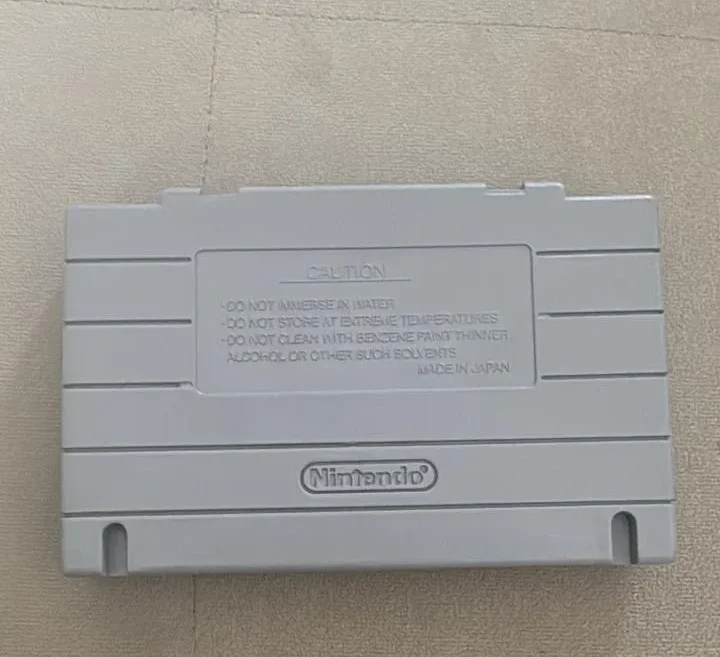 CAUTION
·DO NOT IMMERSE IN WATER
·DO NOT STORE AT EXTREME TEMPERATURES
·DO NOT CLEAN WITH BENZENE PAINT THINNER
ALCOHOL OR OTHER SUCH SOLVENTS
MADE IN JAPAN
Nintendo®